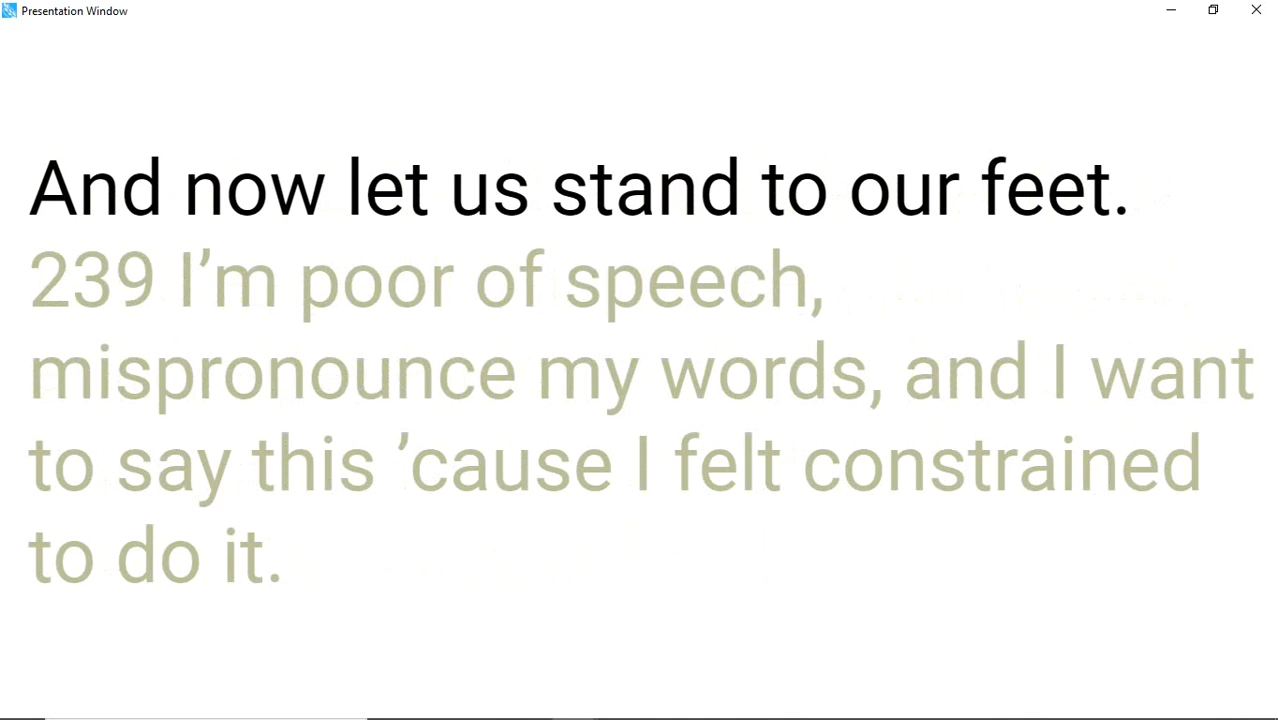 Presentation Window
And now let us stand to our feet.
239 I’m poor of speech,
mispronounce my words, and I want
to say this ’cause I felt constrained
to do it.